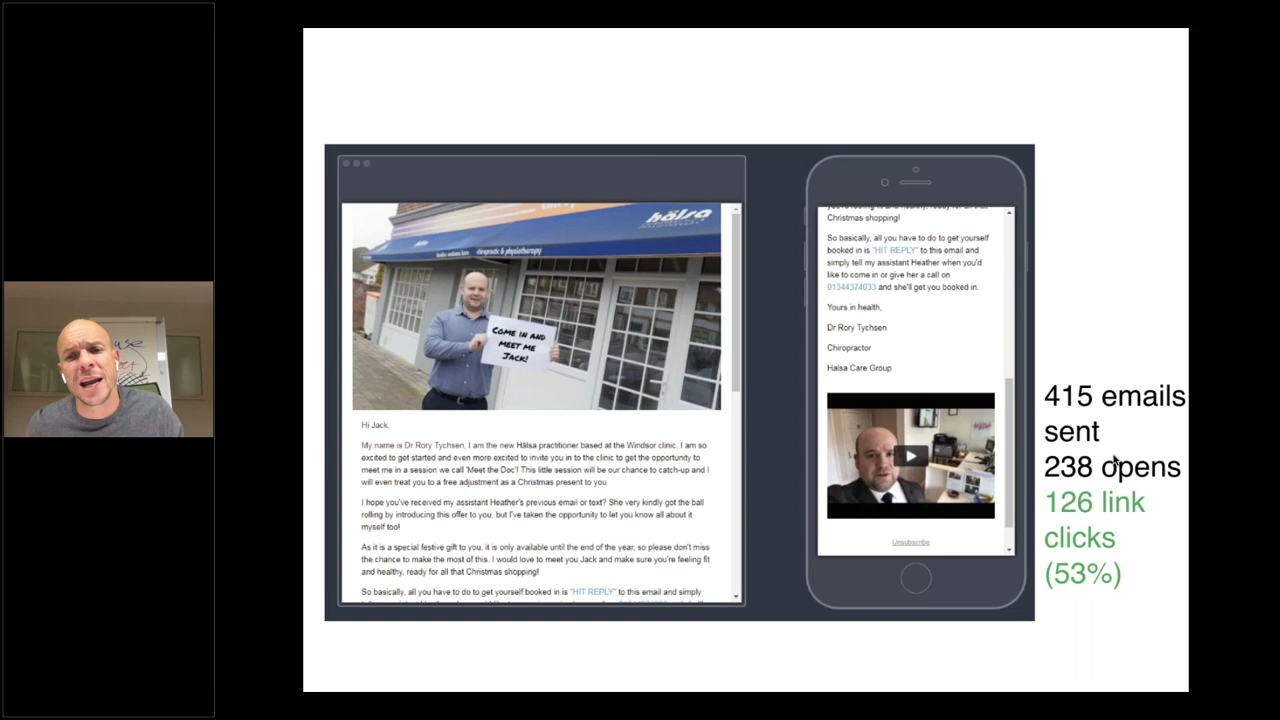 use
hälsa
chiropractic & physiotherapy
COME IN AND
MEET ME
JACK!
Hi Jack,
My name is Dr Rory Tychsen, I am the new Hälsa practitioner based at the Windsor clinic. I am so
excited to get started and even more excited to invite you in to the clinic to get the opportunity to
meet me in a session we call 'Meet the Doc'! This little session will be our chance to catch-up and I
will even treat you to a free adjustment as a Christmas present to you.
I hope you've received my assistant Heather's previous email or text? She very kindly got the ball
rolling by introducing this offer to you, but I've taken the opportunity to let you know all about it
myself too!
As it is a special festive gift to you, it is only available until the end of the year, so please don't miss
the chance to make the most of this. I would love to meet you Jack and make sure you're feeling fit
and healthy, ready for all that Christmas shopping!
So basically, all you have to do to get yourself booked in is "HIT REPLY" to this email and simply
Christmas shopping!
So basically, all you have to do to get yourself
booked in is "HIT REPLY" to this email and
simply tell my assistant Heather when you'd
like to come in or give her a call on
01344374033 and she'll get you booked in.
Yours in health,
Dr Rory Tychsen
Chiropractor
Halsa Care Group
Unsubscribe
415 emails
sent
238 opens
126 link
clicks
(53%)